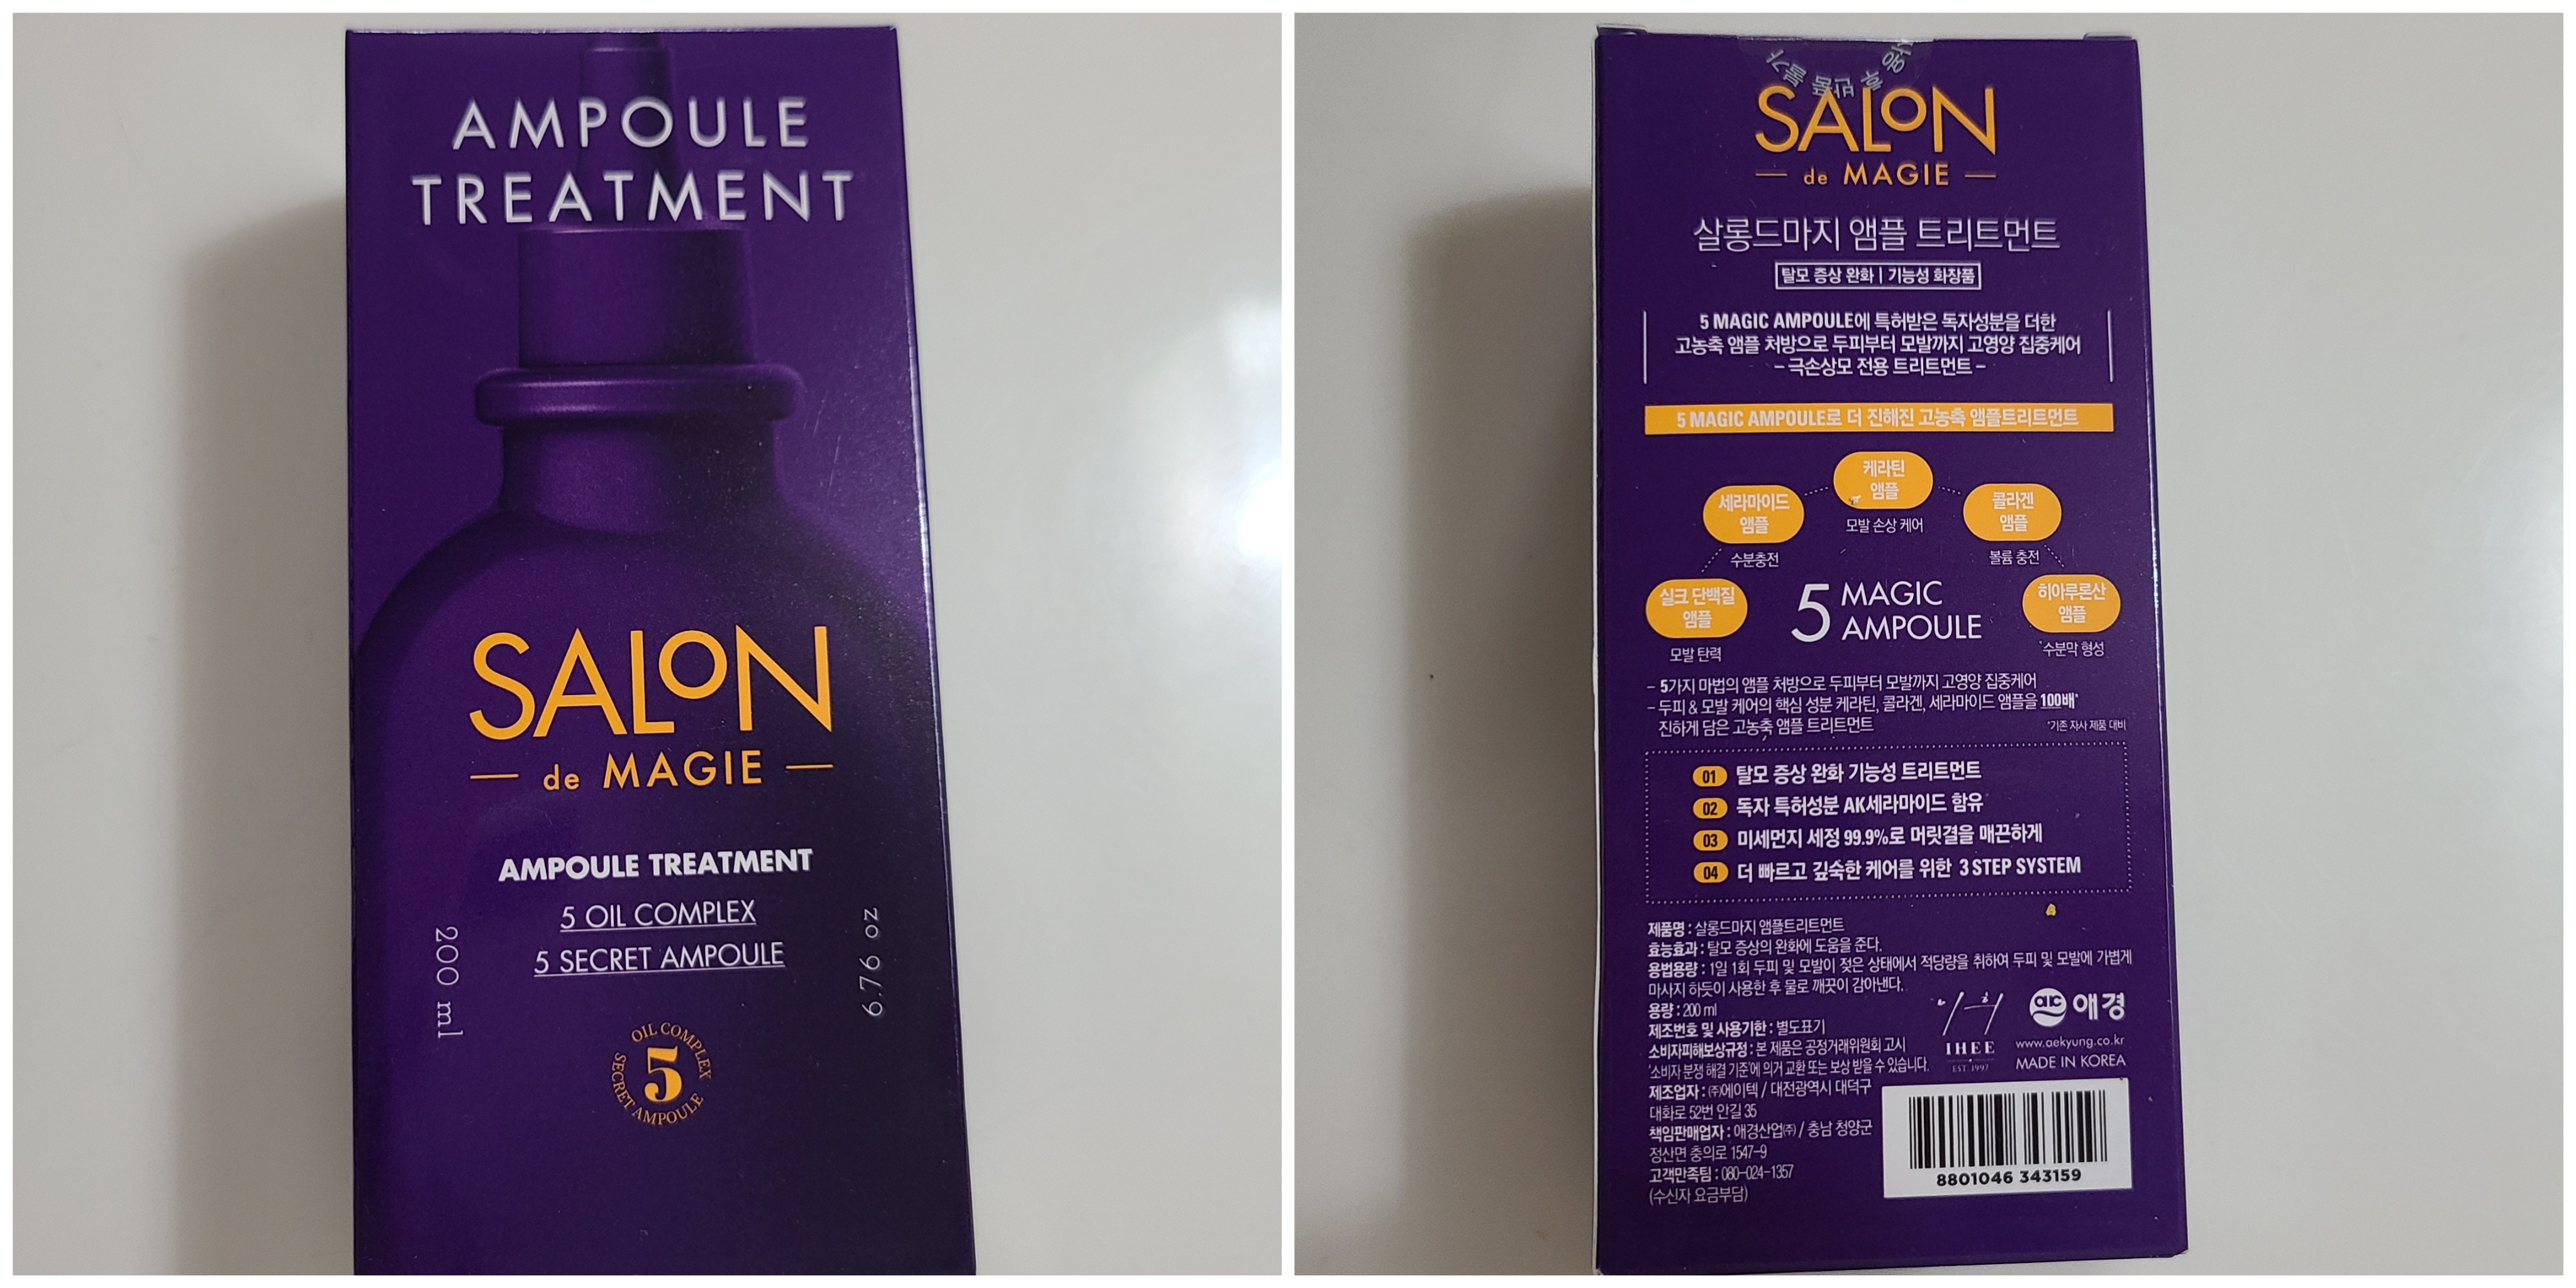 AMPOULE
TREATMENT
SALON
de MAGIE
AMPOULE TREATMENT
5 OIL COMPLEX
5 SECRET AMPOULE
200 ml
6.76 oz
OIL COMPLEX
5
SECRET AMPOULE
SALON
de MAGIE
살롱드마지 앰플 트리트먼트
탈모 증상 완화 | 기능성 화장품
5 MAGIC AMPOULE에 특허받은 독자성분을 더한
고농축 앰플 처방으로 두피부터 모발까지 고영양 집중케어
- 극손상모 전용 트리트먼트 -
5 MAGIC AMPOULE로 더 진해진 고농축 앰플트리트먼트
케라틴
앰플
모발 손상 케어
세라마이드
앰플
수분충전
콜라겐
앰플
볼륨 충전
실크 단백질
앰플
모발 탄력
5 MAGIC
AMPOULE
히아루론산
앰플
수분막 형성
- 5가지 마법의 앰플 처방으로 두피부터 모발까지 고영양 집중케어
- 두피 & 모발 케어의 핵심 성분 케라틴, 콜라겐, 세라마이드 앰플을 100배*
진하게 담은 고농축 앰플 트리트먼트
*기존 자사 제품 대비
01 탈모 증상 완화 기능성 트리트먼트
02 독자 특허성분 AK세라마이드 함유
03 미세먼지 세정 99.9%로 머릿결을 매끈하게
04 더 빠르고 깊숙한 케어를 위한 3 STEP SYSTEM
제품명 : 살롱드마지 앰플트리트먼트
효능효과 : 탈모 증상의 완화에 도움을 준다.
용법용량 : 1일 1회 두피 및 모발이 젖은 상태에서 적당량을 취하여 두피 및 모발에 가볍게
마사지 하듯이 사용한 후 물로 깨끗이 감아낸다.
용량 : 200 ml
제조번호 및 사용기한 : 별도표기
소비자피해보상규정 : 본 제품은 공정거래위원회 고시
'소비자 분쟁 해결 기준'에 의거 교환 또는 보상 받을 수 있습니다.
제조업자 : ㈜에이텍 / 대전광역시 대덕구
대화로 52번 안길 35
책임판매업자 : 애경산업㈜ / 충남 청양군
정산면 충의로 1547-9
고객만족팀 : 080-024-1357
(수신자 요금부담)
이희
IHEE
EST 1997
애경
www.aekyung.co.kr
MADE IN KOREA
8801046 343159